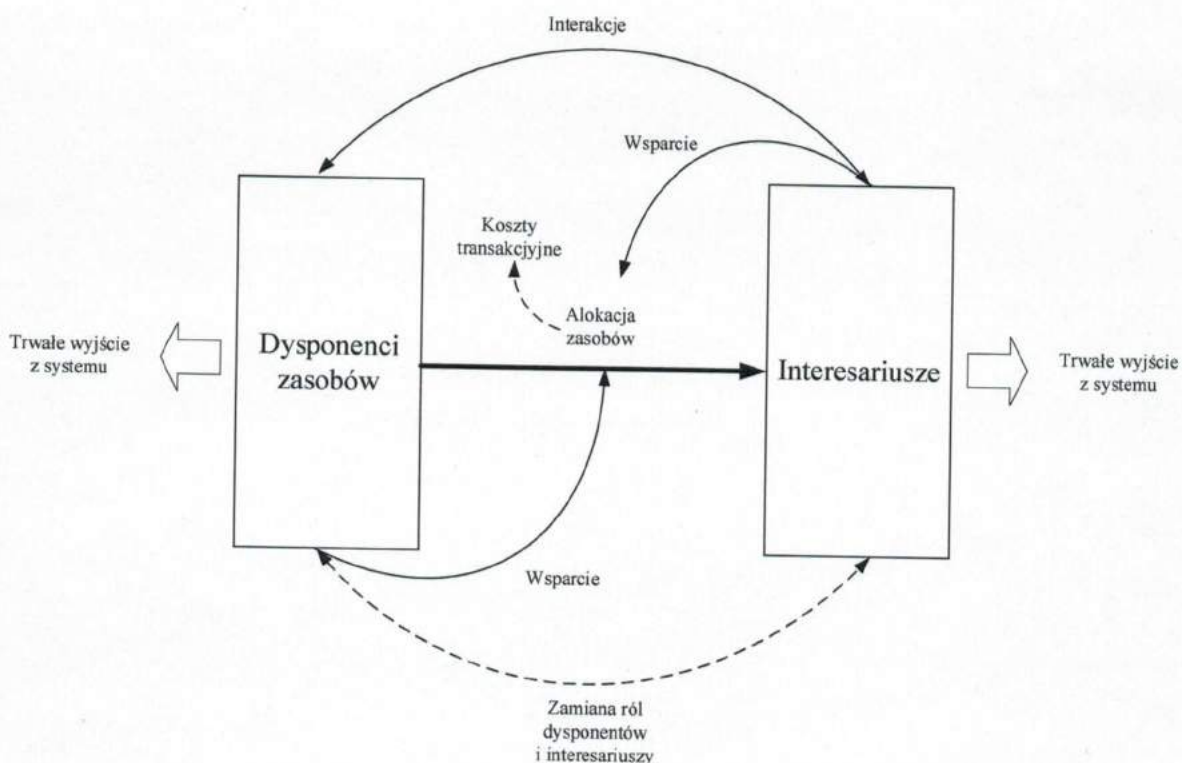 Interakcje
Wsparcie
Koszty
transakcjyjne
Alokacja
zasobów
Trwałe wyjście
z systemu
Dysponenci
zasobów
Interesariusze
Trwałe wyjście
z systemu
Wsparcie
Zamiana ról
dysponentów
i interesariuszy